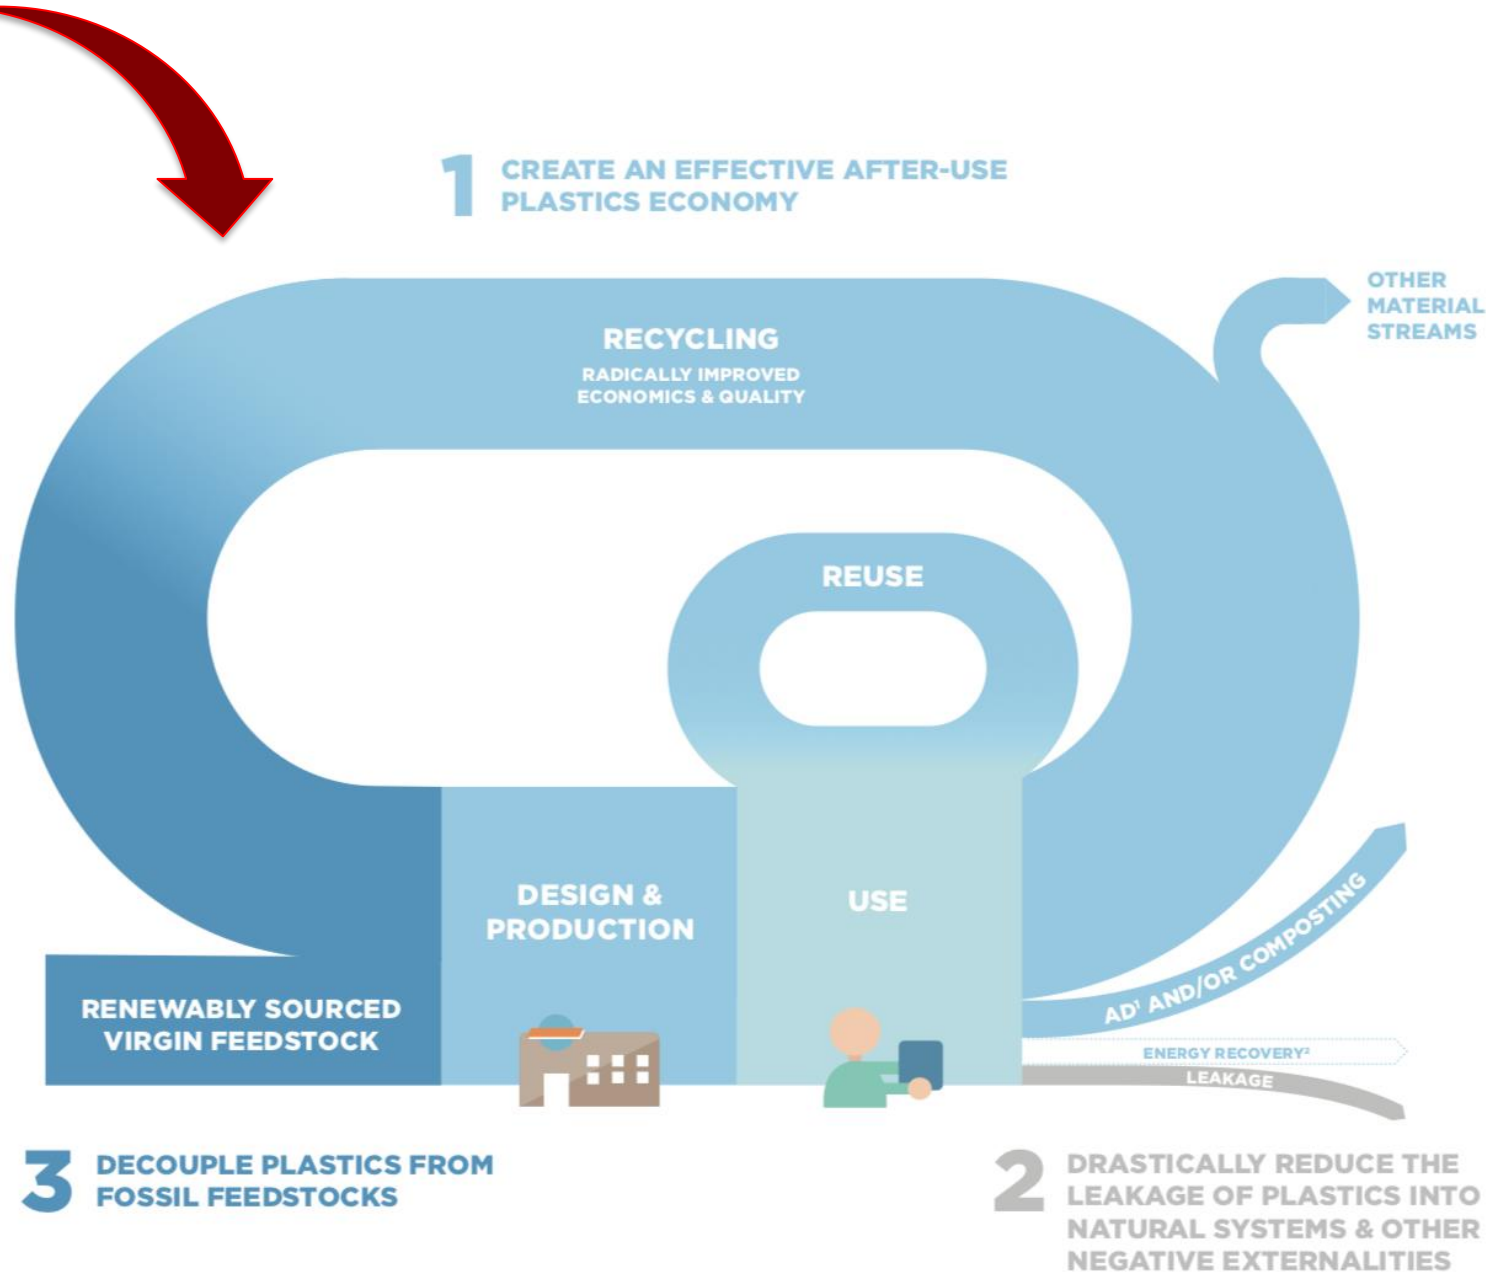 1
CREATE AN EFFECTIVE AFTER-USE
PLASTICS ECONOMY
OTHER
MATERIAL
STREAMS
RECYCLING
RADICALLY IMPROVED
ECONOMICS & QUALITY
REUSE
DESIGN &
PRODUCTION
USE
RENEWABLY SOURCED
VIRGIN FEEDSTOCK
AD¹ AND/OR COMPOSTING
ENERGY RECOVERY²
LEAKAGE
3
DECOUPLE PLASTICS FROM
FOSSIL FEEDSTOCKS
2
DRASTICALLY REDUCE THE
LEAKAGE OF PLASTICS INTO
NATURAL SYSTEMS & OTHER
NEGATIVE EXTERNALITIES